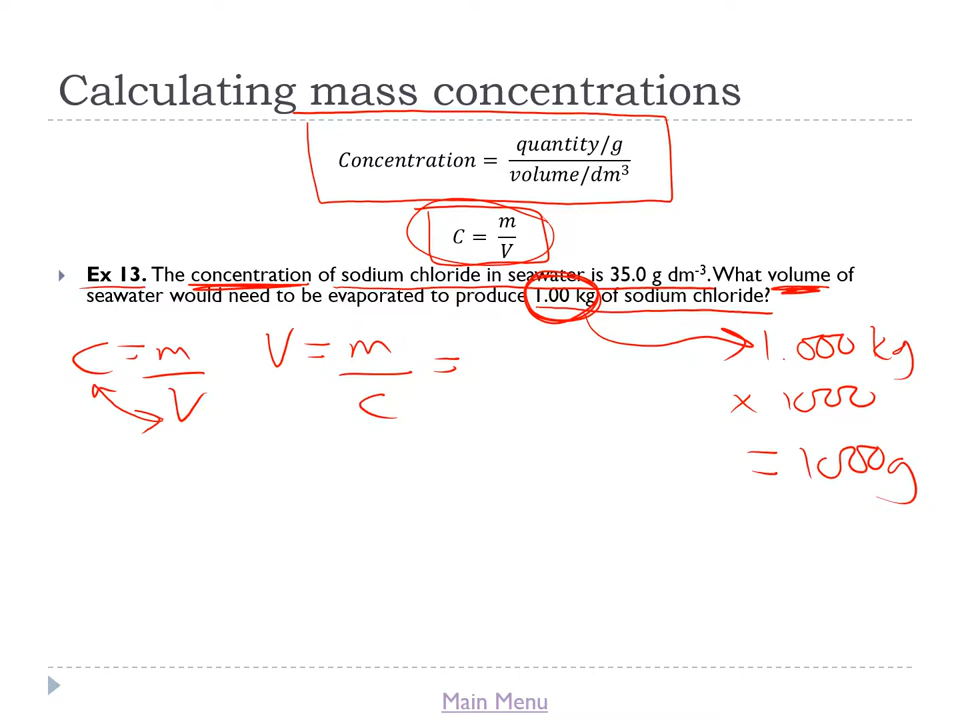 Calculating mass concentrations
Concentration = quantity/g / volume/dm³
C = m / V
Ex 13. The concentration of sodium chloride in seawater is 35.0 g dm⁻³. What volume of
seawater would need to be evaporated to produce 1.00 kg of sodium chloride?
C = m / V   V = m / C =
1.000 kg
× 1000
= 1000g
Main Menu